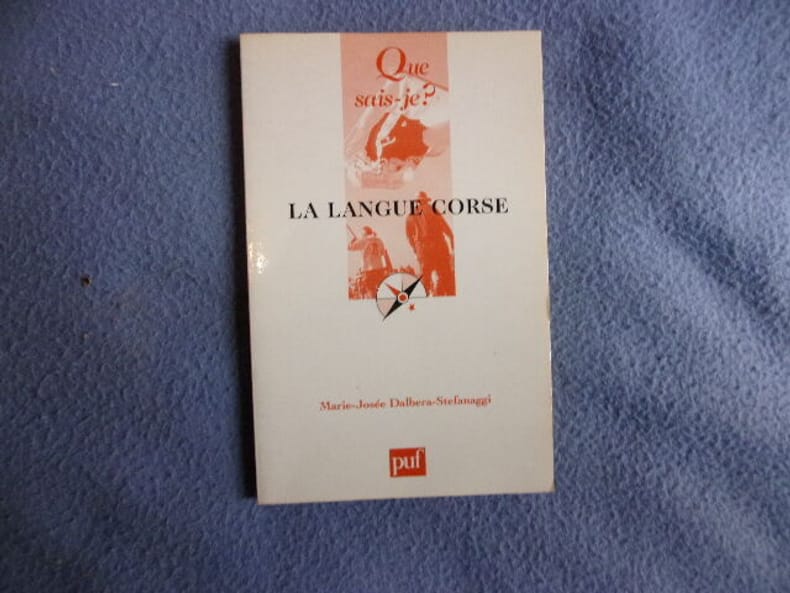 Que
sais-je?
LA LANGUE CORSE
Marie-Josée Dalbera-Stefanaggi
puf